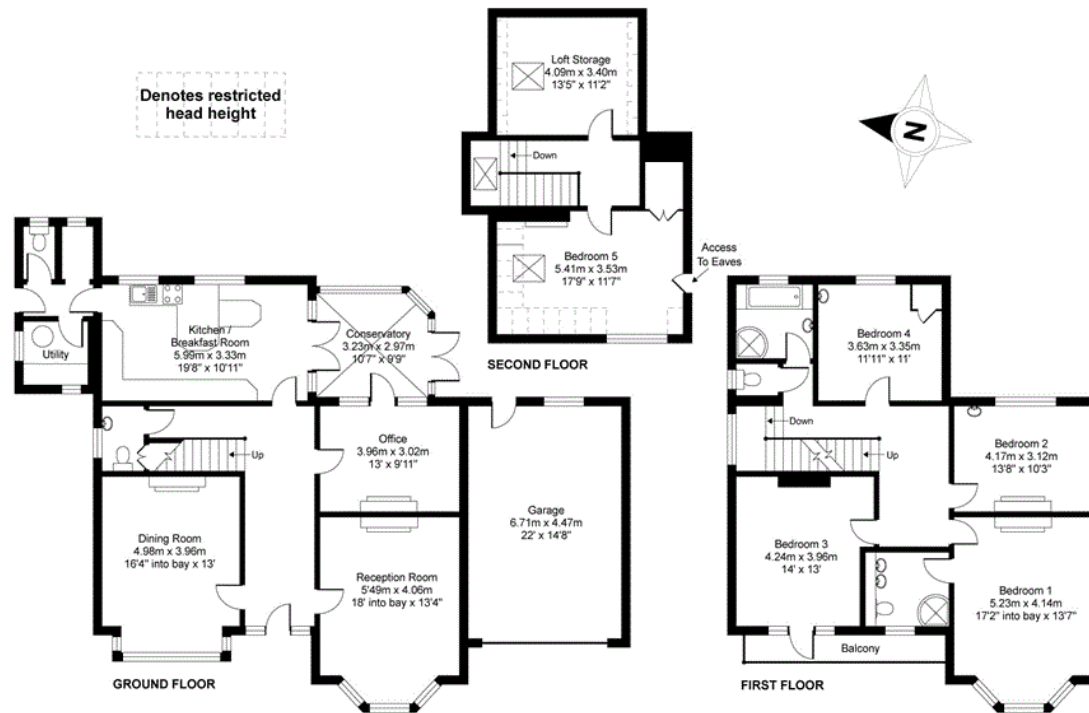 Denotes restricted
head height
Loft Storage
4.09m x 3.40m
13'5" x 11'2"
Down
Bedroom 5
5.41m x 3.53m
17'9" x 11'7"
Access
To Eaves
SECOND FLOOR
N
Utility
Kitchen /
Breakfast Room
5.99m x 3.33m
19'8" x 10'11"
Conservatory
3.23m x 2.97m
10'7" x 9'9"
Up
Office
3.96m x 3.02m
13' x 9'11"
Dining Room
4.98m x 3.96m
16'4" into bay x 13'
Reception Room
5'49m x 4.06m
18' into bay x 13'4"
Garage
6.71m x 4.47m
22' x 14'8"
GROUND FLOOR
Bedroom 4
3.63m x 3.35m
11'11" x 11'
Down
Up
Bedroom 2
4.17m x 3.12m
13'8" x 10'3"
Bedroom 3
4.24m x 3.96m
14' x 13'
Bedroom 1
5.23m x 4.14m
17'2" into bay x 13'7"
Balcony
FIRST FLOOR